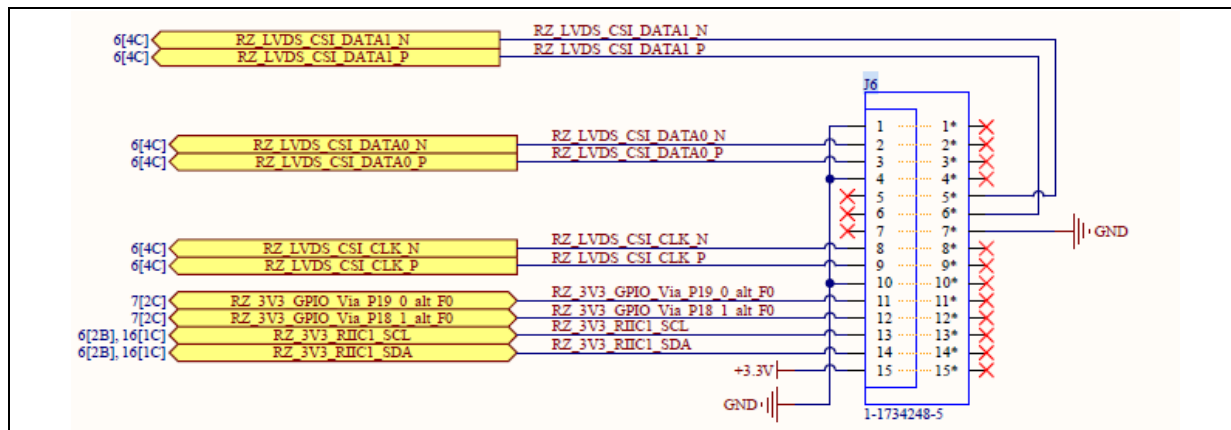 6[4C] RZ_LVDS_CSI_DATA1_N RZ_LVDS_CSI_DATA1_N
6[4C] RZ_LVDS_CSI_DATA1_P RZ_LVDS_CSI_DATA1_P
J6
1 1*
6[4C] RZ_LVDS_CSI_DATA0_N RZ_LVDS_CSI_DATA0_N 2 2*
6[4C] RZ_LVDS_CSI_DATA0_P RZ_LVDS_CSI_DATA0_P 3 3*
4 4*
5 5*
6 6*
7 7* GND
6[4C] RZ_LVDS_CSI_CLK_N RZ_LVDS_CSI_CLK_N 8 8*
6[4C] RZ_LVDS_CSI_CLK_P RZ_LVDS_CSI_CLK_P 9 9*
10 10*
7[2C] RZ_3V3_GPIO_Via_P19_0_alt_F0 RZ_3V3_GPIO_Via_P19_0_alt_F0 11 11*
7[2C] RZ_3V3_GPIO_Via_P18_1_alt_F0 RZ_3V3_GPIO_Via_P18_1_alt_F0 12 12*
6[2B], 16[1C] RZ_3V3_RIIC1_SCL RZ_3V3_RIIC1_SCL 13 13*
6[2B], 16[1C] RZ_3V3_RIIC1_SDA RZ_3V3_RIIC1_SDA 14 14*
+3.3V 15 15*
GND
1-1734248-5